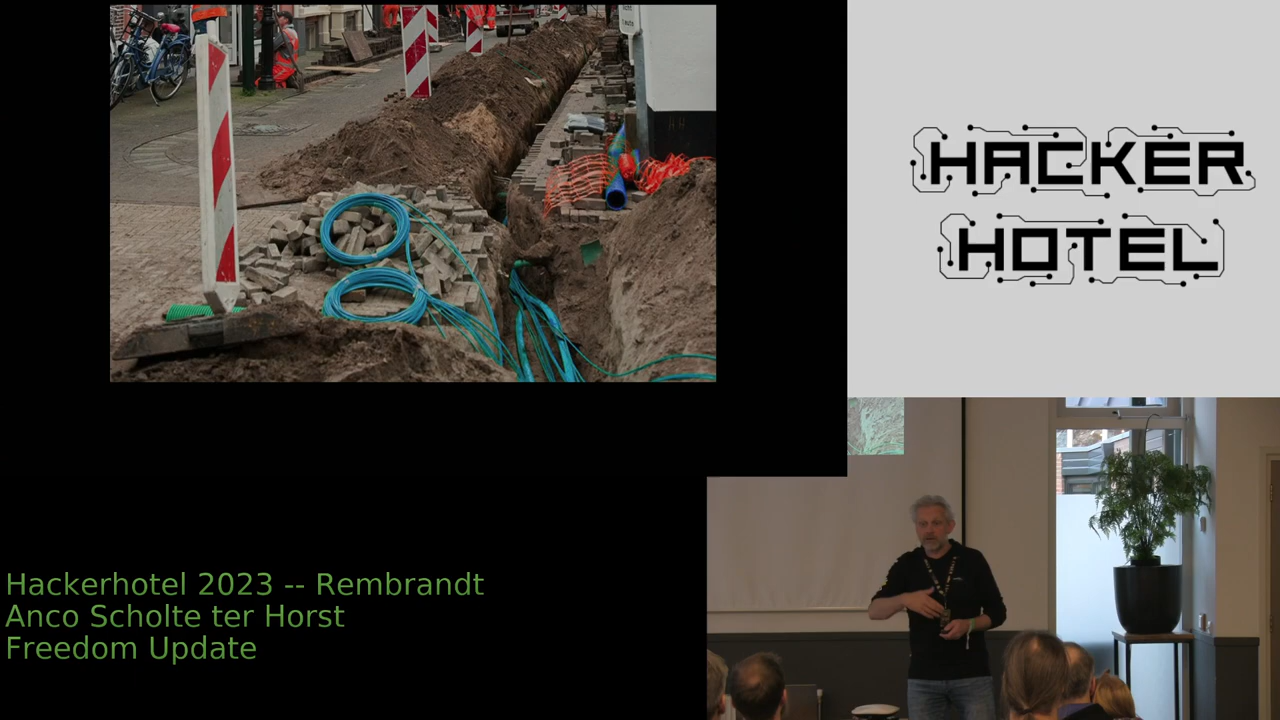 HACKER
HOTEL
Hackerhotel 2023 -- Rembrandt
Anco Scholte ter Horst
Freedom Update